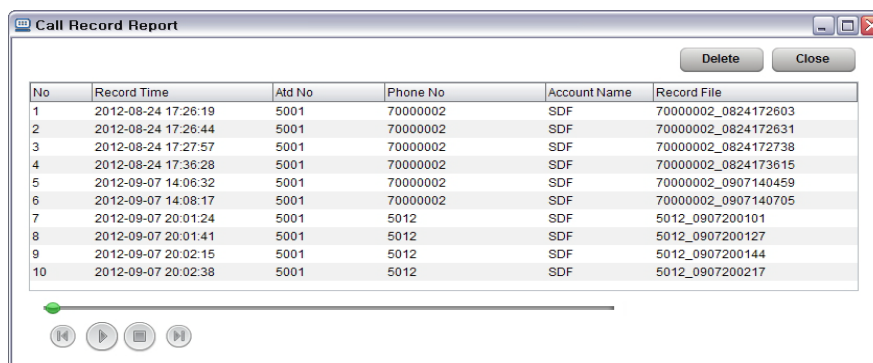 Call Record Report
Delete Close
No Record Time Atd No Phone No Account Name Record File
1 2012-08-24 17:26:19 5001 70000002 SDF 70000002_0824172603
2 2012-08-24 17:26:44 5001 70000002 SDF 70000002_0824172631
3 2012-08-24 17:27:57 5001 70000002 SDF 70000002_0824172738
4 2012-08-24 17:36:28 5001 70000002 SDF 70000002_0824173615
5 2012-09-07 14:06:32 5001 70000002 SDF 70000002_0907140459
6 2012-09-07 14:08:17 5001 70000002 SDF 70000002_0907140705
7 2012-09-07 20:01:24 5001 5012 SDF 5012_0907200101
8 2012-09-07 20:01:41 5001 5012 SDF 5012_0907200127
9 2012-09-07 20:02:15 5001 5012 SDF 5012_0907200144
10 2012-09-07 20:02:38 5001 5012 SDF 5012_0907200217